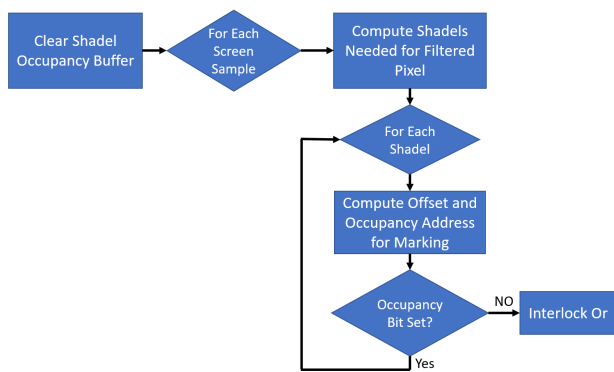 Clear Shadel
Occupancy Buffer
For Each
Screen
Sample
Compute Shadels
Needed for Filtered
Pixel
For Each
Shadel
Compute Offset and
Occupancy Address
for Marking
Occupancy
Bit Set?
NO
Interlock Or
Yes